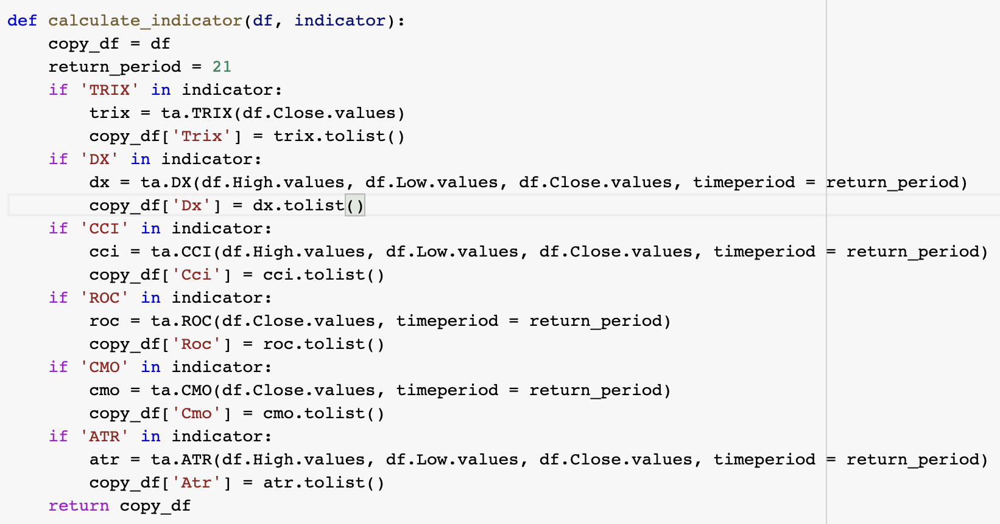 def calculate_indicator(df, indicator):
    copy_df = df
    return_period = 21
    if 'TRIX' in indicator:
        trix = ta.TRIX(df.Close.values)
        copy_df['Trix'] = trix.tolist()
    if 'DX' in indicator:
        dx = ta.DX(df.High.values, df.Low.values, df.Close.values, timeperiod = return_period)
        copy_df['Dx'] = dx.tolist()
    if 'CCI' in indicator:
        cci = ta.CCI(df.High.values, df.Low.values, df.Close.values, timeperiod = return_period)
        copy_df['Cci'] = cci.tolist()
    if 'ROC' in indicator:
        roc = ta.ROC(df.Close.values, timeperiod = return_period)
        copy_df['Roc'] = roc.tolist()
    if 'CMO' in indicator:
        cmo = ta.CMO(df.Close.values, timeperiod = return_period)
        copy_df['Cmo'] = cmo.tolist()
    if 'ATR' in indicator:
        atr = ta.ATR(df.High.values, df.Low.values, df.Close.values, timeperiod = return_period)
        copy_df['Atr'] = atr.tolist()
    return copy_df